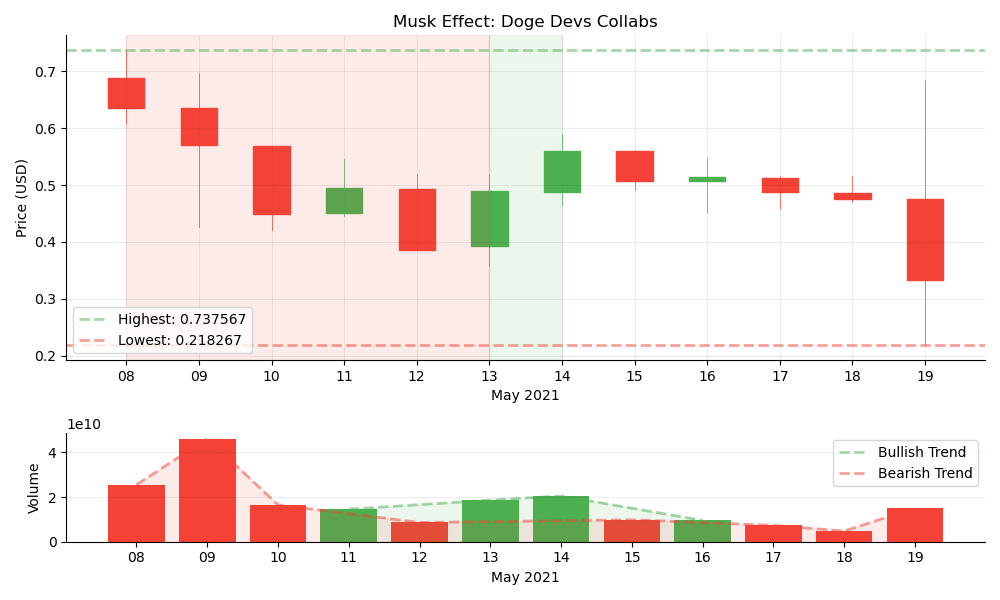 Musk Effect: Doge Devs Collabs
Price (USD)
0.7
0.6
0.5
0.4
0.3
0.2
Highest: 0.737567
Lowest: 0.218267
08 09 10 11 12 13 14 15 16 17 18 19
May 2021
1e10
Volume
4
2
0
Bullish Trend
Bearish Trend
08 09 10 11 12 13 14 15 16 17 18 19
May 2021